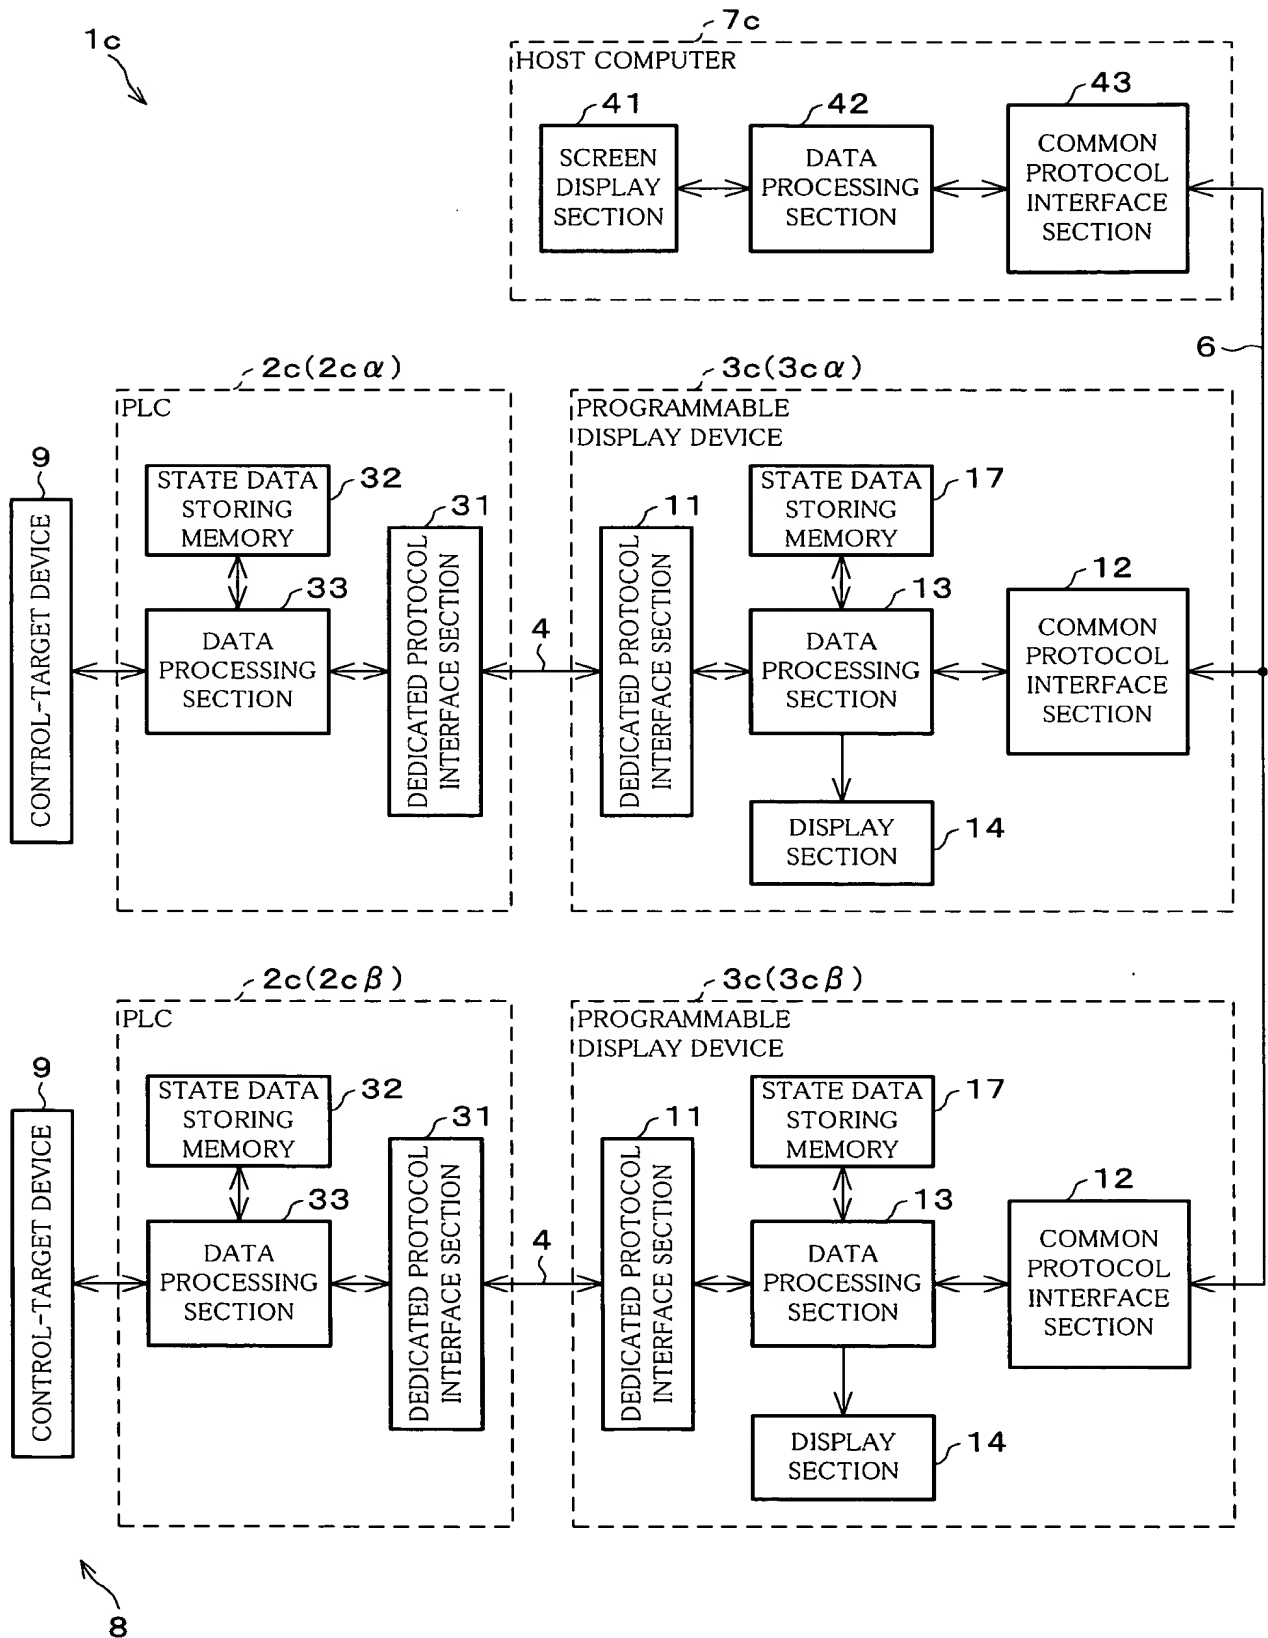 1c
7c
HOST COMPUTER
41
42
43
SCREEN
DISPLAY
SECTION
DATA
PROCESSING
SECTION
COMMON
PROTOCOL
INTERFACE
SECTION
6
2c(2cα)
PLC
3c(3cα)
PROGRAMMABLE
DISPLAY DEVICE
9
CONTROL-TARGET DEVICE
STATE DATA
STORING
MEMORY
32
33
DATA
PROCESSING
SECTION
31
DEDICATED PROTOCOL
INTERFACE SECTION
4
11
DEDICATED PROTOCOL
INTERFACE SECTION
STATE DATA
STORING
MEMORY
17
13
DATA
PROCESSING
SECTION
12
COMMON
PROTOCOL
INTERFACE
SECTION
DISPLAY
SECTION
14
2c(2cβ)
PLC
3c(3cβ)
PROGRAMMABLE
DISPLAY DEVICE
9
CONTROL-TARGET DEVICE
STATE DATA
STORING
MEMORY
32
33
DATA
PROCESSING
SECTION
31
DEDICATED PROTOCOL
INTERFACE SECTION
4
11
DEDICATED PROTOCOL
INTERFACE SECTION
STATE DATA
STORING
MEMORY
17
13
DATA
PROCESSING
SECTION
12
COMMON
PROTOCOL
INTERFACE
SECTION
DISPLAY
SECTION
14
8